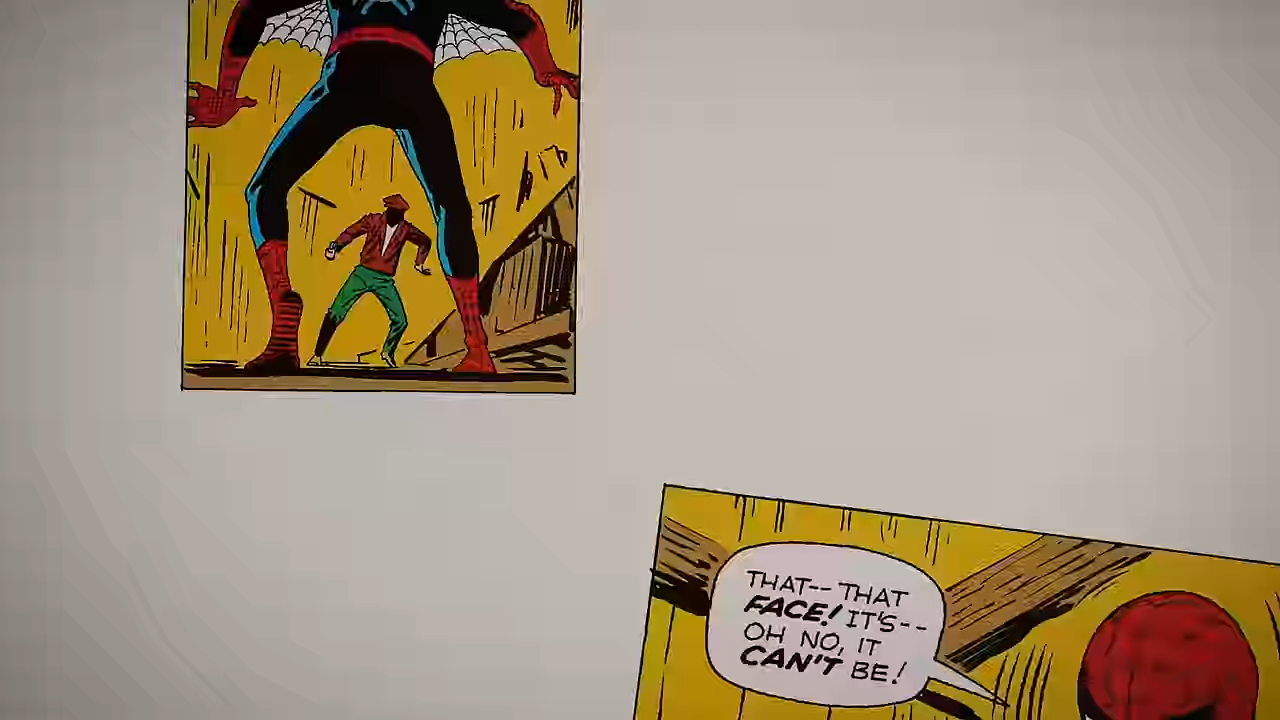 THAT-- THAT
FACE! IT'S--
OH NO, IT
CAN'T BE!